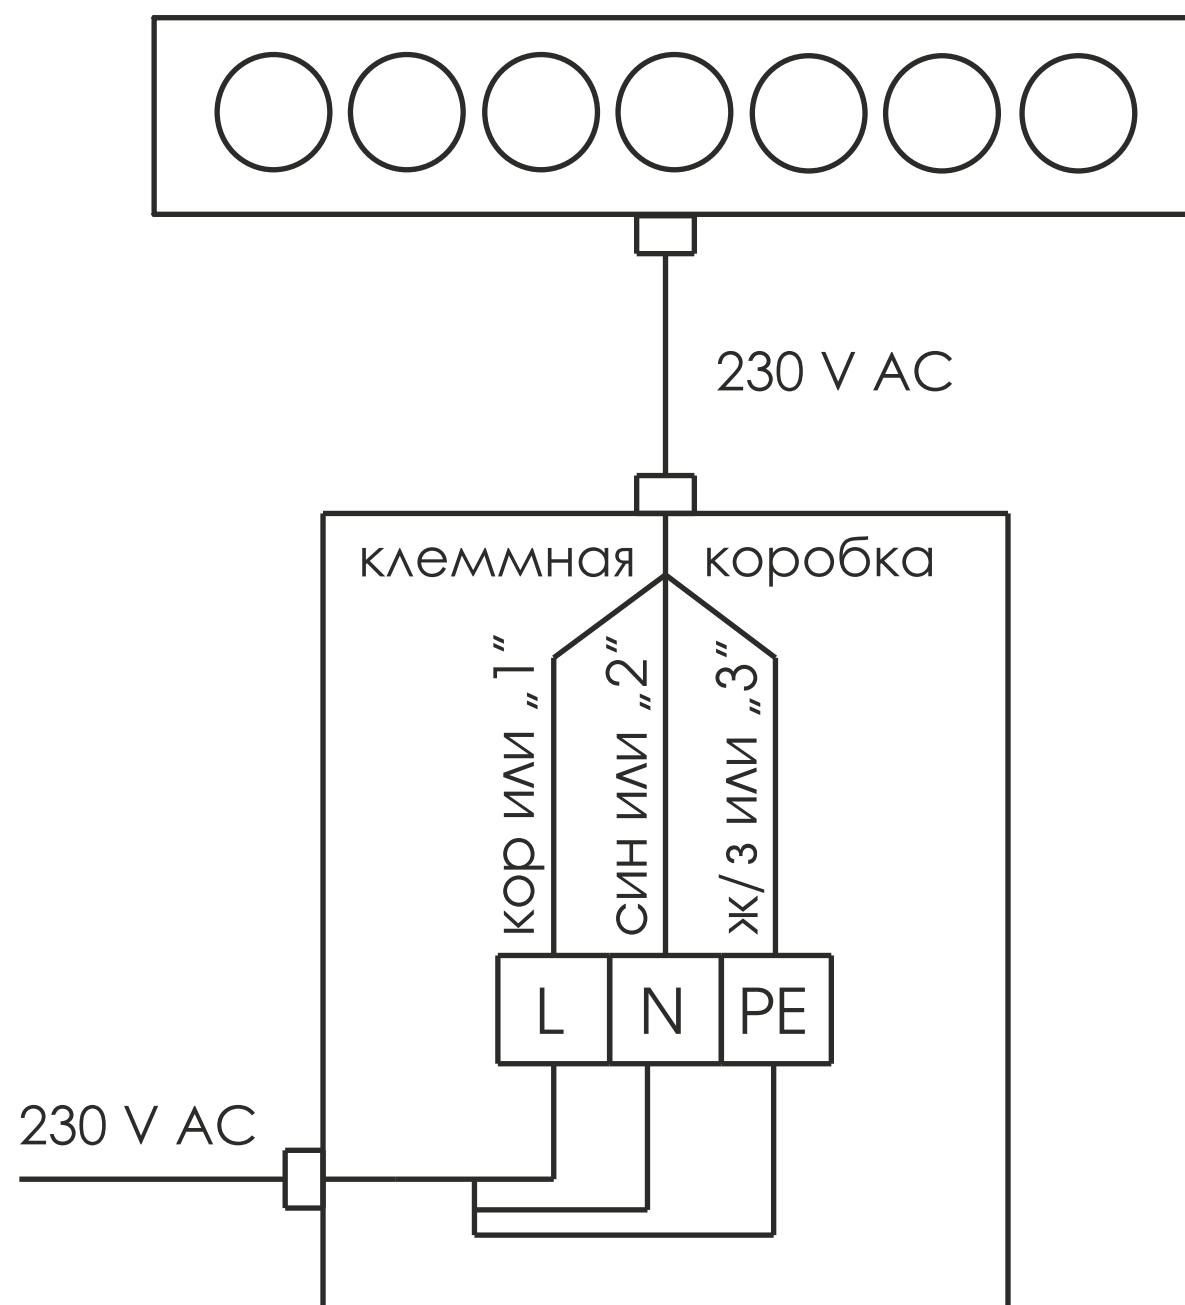 230 V AC
клеммная коробка
кор или „1”
син или „2”
ж/з или „3”
L N PE
230 V AC